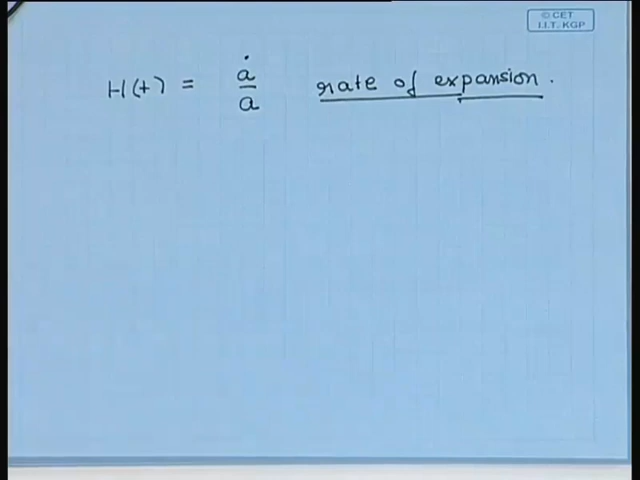 © CET
I.I.T. KGP
H(t) = ȧ/a rate of expansion.